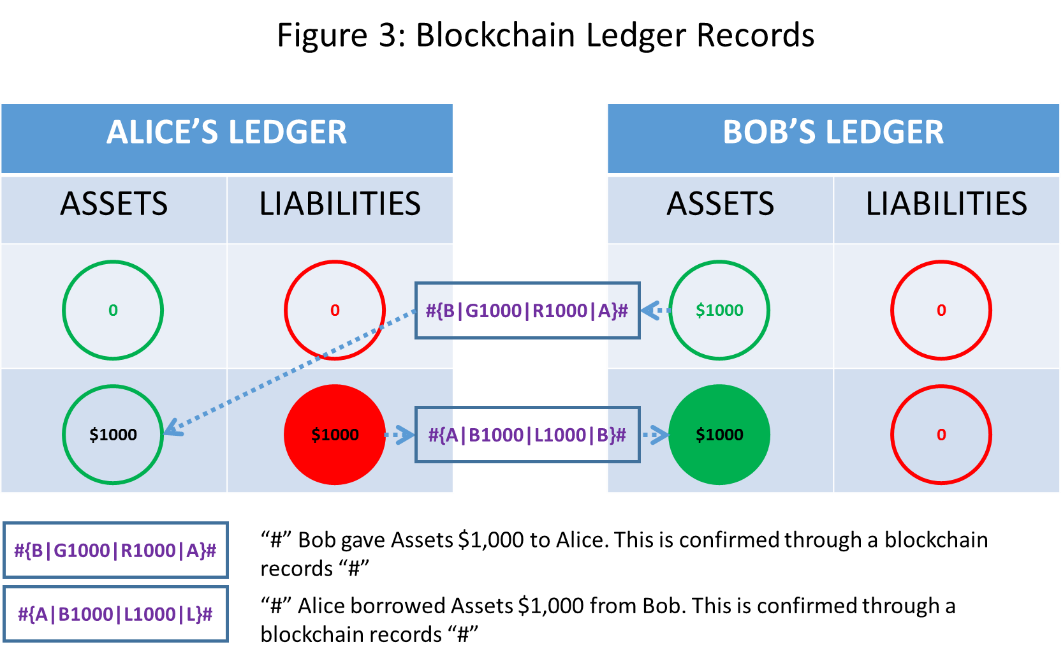 Figure 3: Blockchain Ledger Records
ALICE’S LEDGER
BOB’S LEDGER
ASSETS
LIABILITIES
ASSETS
LIABILITIES
0
0
#{B|G1000|R1000|A}#
$1000
0
$1000
$1000
#{A|B1000|L1000|B}#
$1000
0
#{B|G1000|R1000|A}#
“#” Bob gave Assets $1,000 to Alice. This is confirmed through a blockchain
records “#”
#{A|B1000|L1000|L}#
“#” Alice borrowed Assets $1,000 from Bob. This is confirmed through a
blockchain records “#”